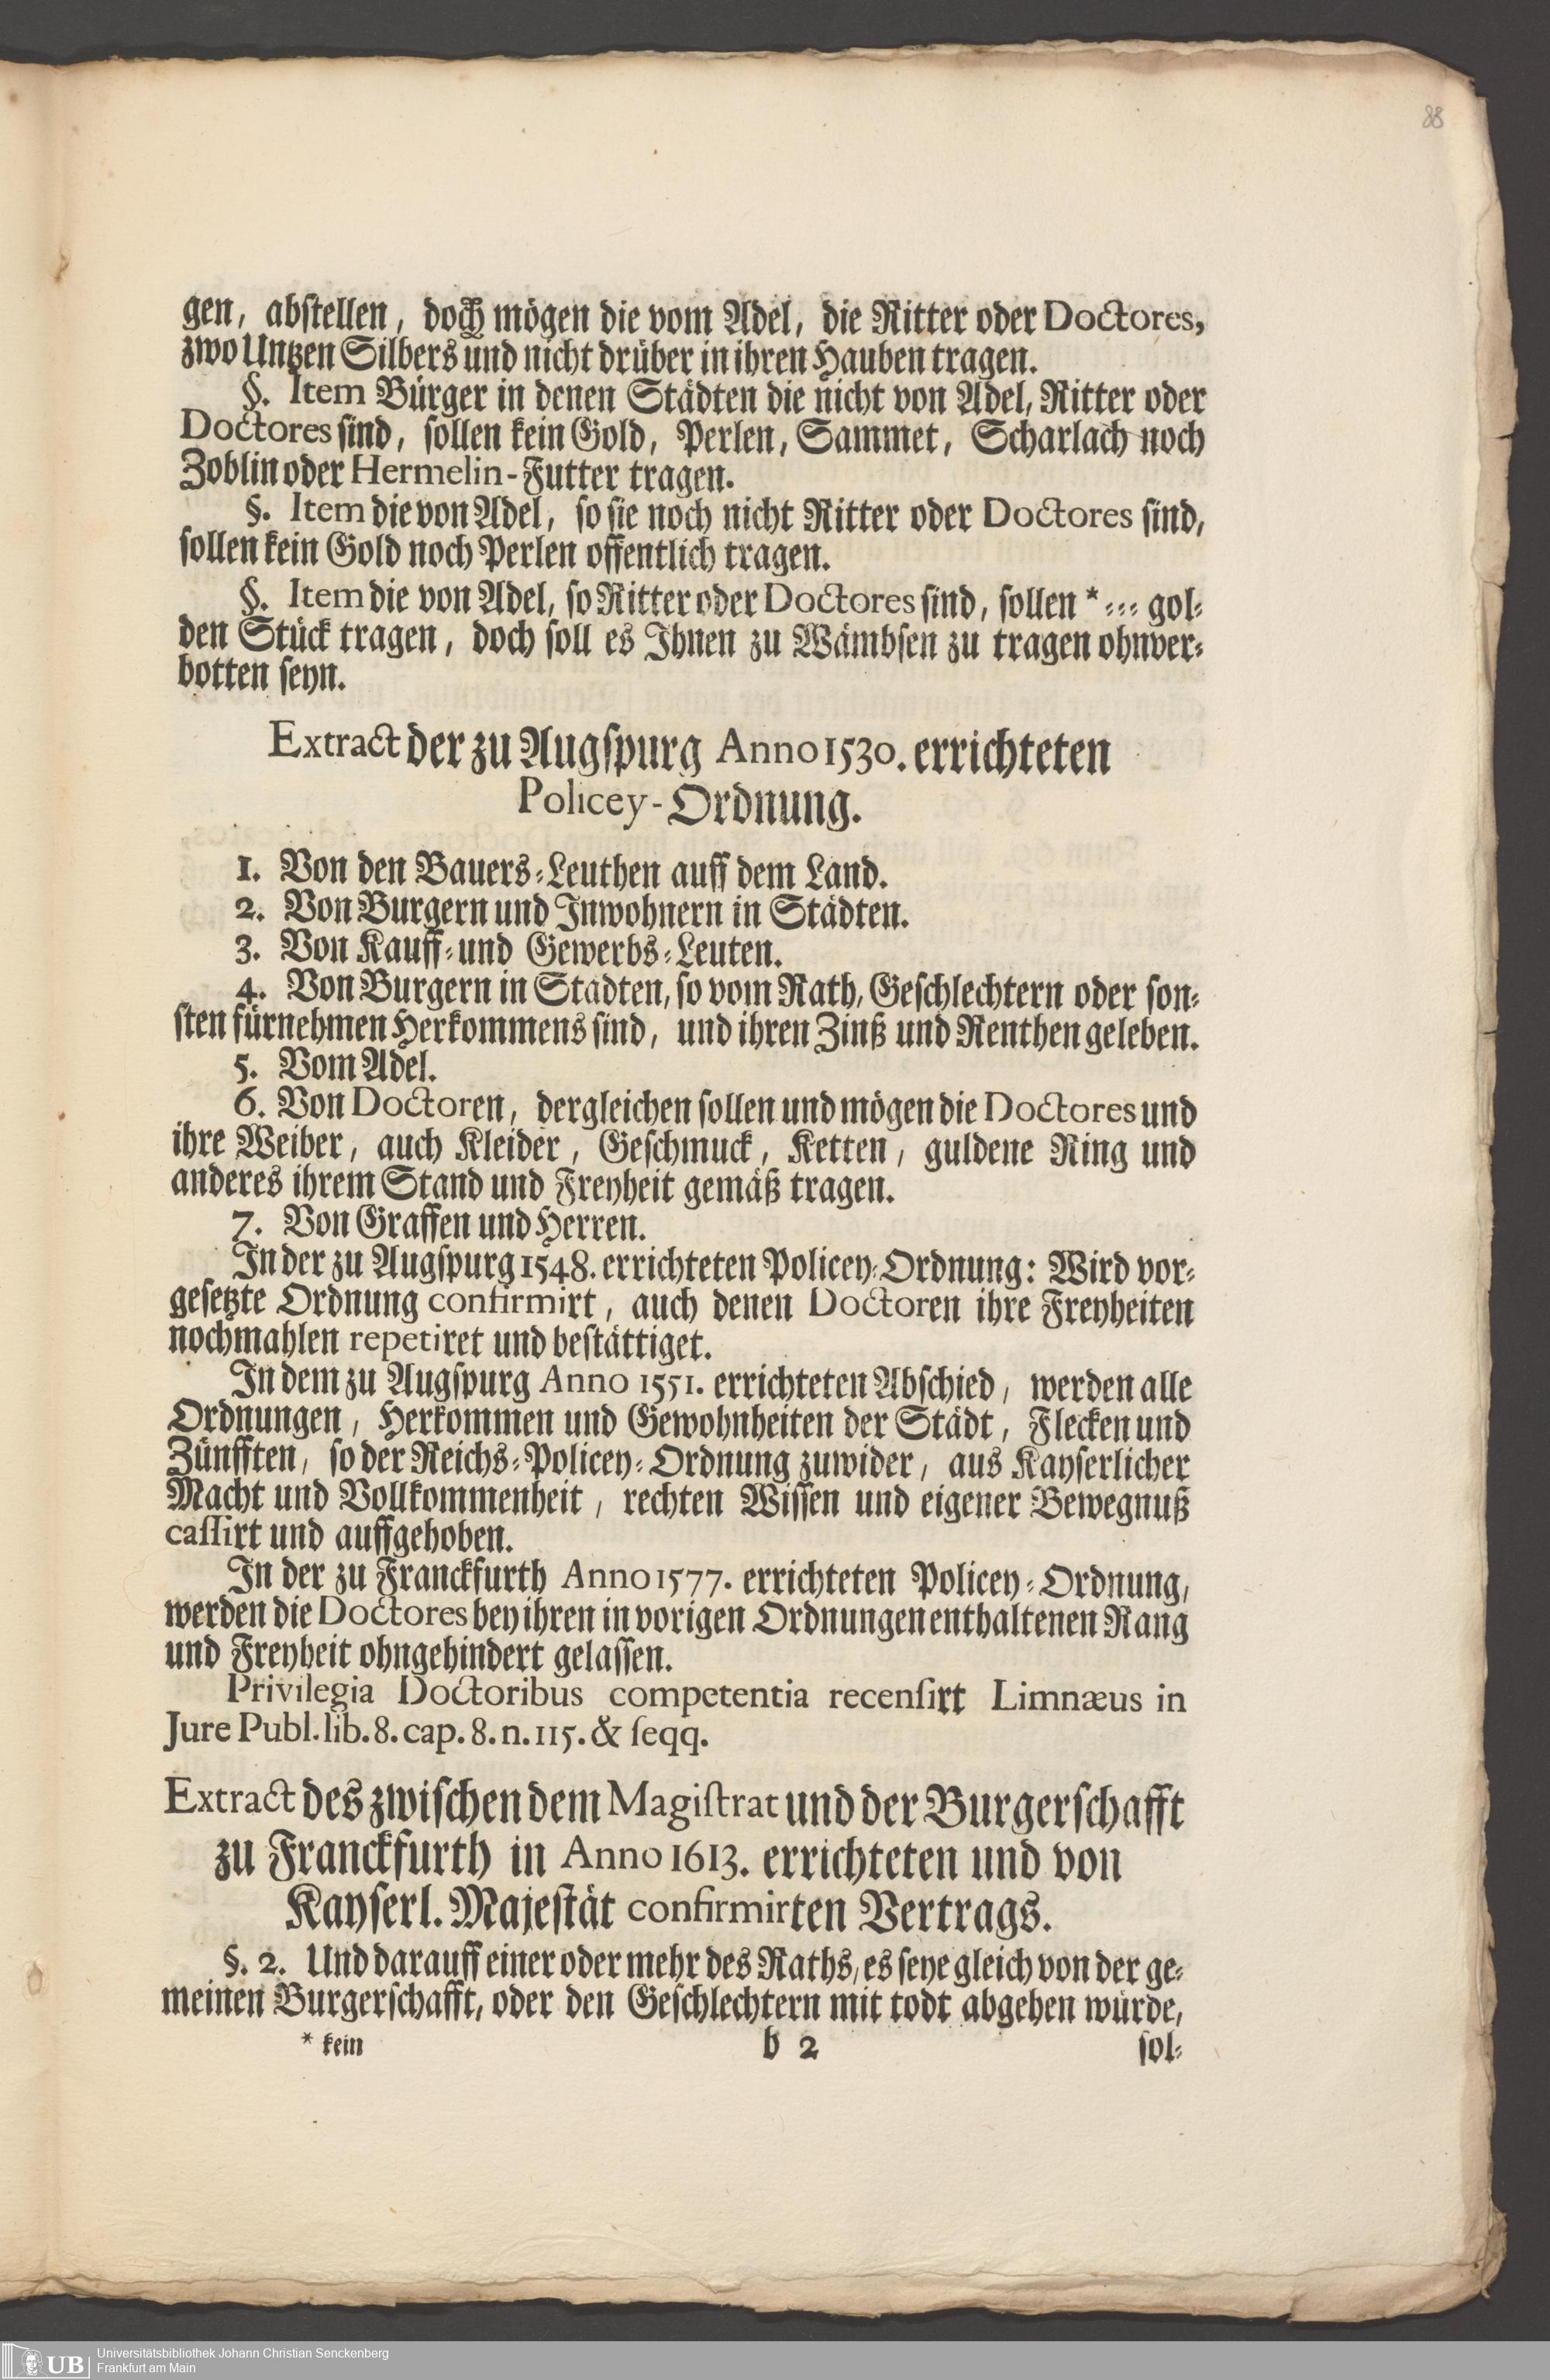 88
gen, abstellen, doch mögen die vom Adel, die Ritter oder Doctores,
zwo Untzen Silbers und nicht drüber in ihren Hauben tragen.
§. Item Bürger in denen Städten die nicht von Adel, Ritter oder
Doctores sind, sollen kein Gold, Perlen, Sammet, Scharlach noch
Zoblin oder Hermelin-Futter tragen.
§. Item die von Adel, so sie noch nicht Ritter oder Doctores sind,
sollen kein Gold noch Perlen offentlich tragen.
§. Item die von Adel, so Ritter oder Doctores sind, sollen * --- gol-
den Stück tragen, doch soll es Ihnen zu Wämbsen zu tragen ohnver-
botten seyn.
Extract der zu Augspurg Anno 1530. errichteten
Policey-Ordnung.
1. Von den Bauers-Leuthen auff dem Land.
2. Von Burgern und Inwohnern in Städten.
3. Von Kauff- und Gewerbs-Leuten.
4. Von Burgern in Städten, so vom Rath, Geschlechtern oder son-
sten fürnehmen Herkommens sind, und ihren Zinß und Renthen geleben.
5. Vom Adel.
6. Von Doctoren, dergleichen sollen und mögen die Doctores und
ihre Weiber, auch Kleider, Geschmuck, Ketten, guldene Ring und
anderes ihrem Stand und Freyheit gemäß tragen.
7. Von Graffen und Herren.
In der zu Augspurg 1548. errichteten Policey-Ordnung: Wird vor-
gesetzte Ordnung confirmirt, auch denen Doctoren ihre Freyheiten
nochmahlen repetiret und bestättiget.
In dem zu Augspurg Anno 1551. errichteten Abschied, werden alle
Ordnungen, Herkommen und Gewohnheiten der Städt, Flecken und
Zünfften, so der Reichs-Policey-Ordnung zuwider, aus Kayserlicher
Macht und Vollkommenheit, rechten Wissen und eigener Bewegnuß
caſſirt und auffgehoben.
In der zu Franckfurth Anno 1577. errichteten Policey-Ordnung,
werden die Doctores bey ihren in vorigen Ordnungen enthaltenen Rang
und Freyheit ohngehindert gelassen.
Privilegia Doctoribus competentia recenſirt Limnæus in
Jure Publ. lib. 8. cap. 8. n. 115. & ſeqq.
Extract des zwischen dem Magiſtrat und der Burgerschafft
zu Franckfurth in Anno 1613. errichteten und von
Kayserl. Majestät confirmirten Vertrags.
§. 2. Und darauff einer oder mehr des Raths, es seye gleich von der ge-
meinen Burgerschafft, oder den Geschlechtern mit todt abgehen würde,
* kein b 2 sol-
UB Universitätsbibliothek Johann Christian Senckenberg
Frankfurt am Main